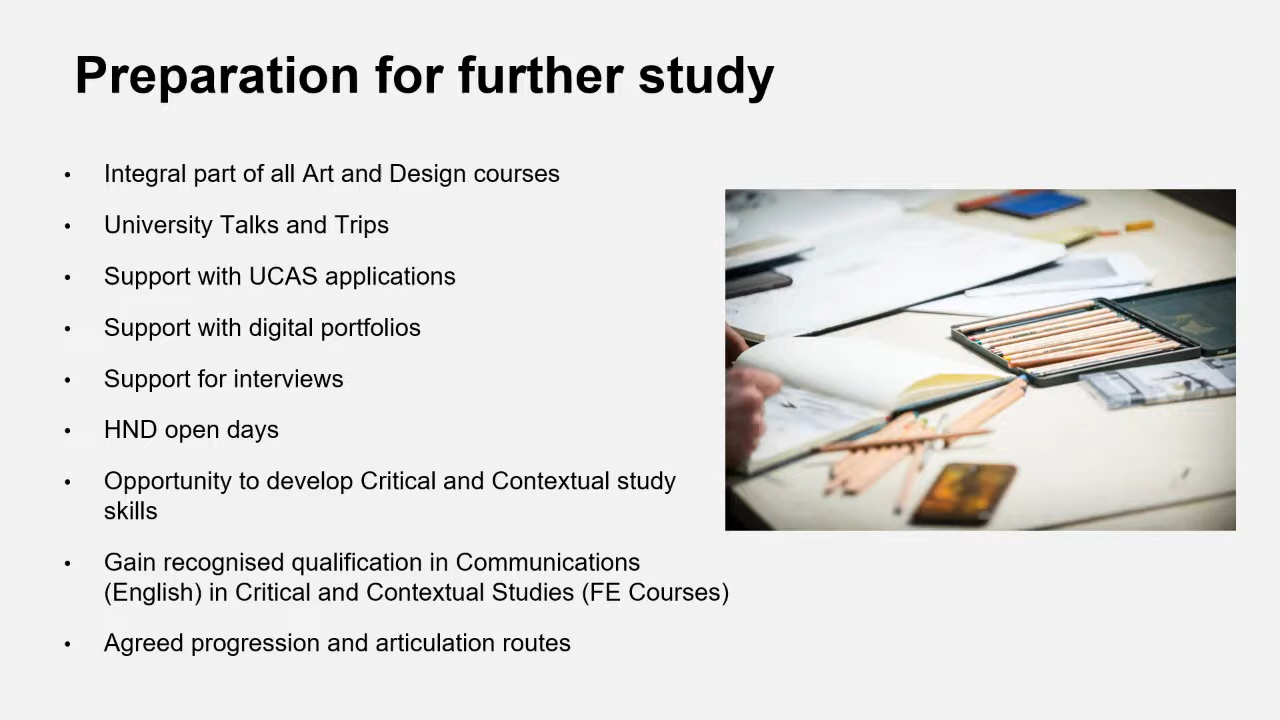 Preparation for further study
• Integral part of all Art and Design courses
• University Talks and Trips
• Support with UCAS applications
• Support with digital portfolios
• Support for interviews
• HND open days
• Opportunity to develop Critical and Contextual study
skills
• Gain recognised qualification in Communications
(English) in Critical and Contextual Studies (FE Courses)
• Agreed progression and articulation routes